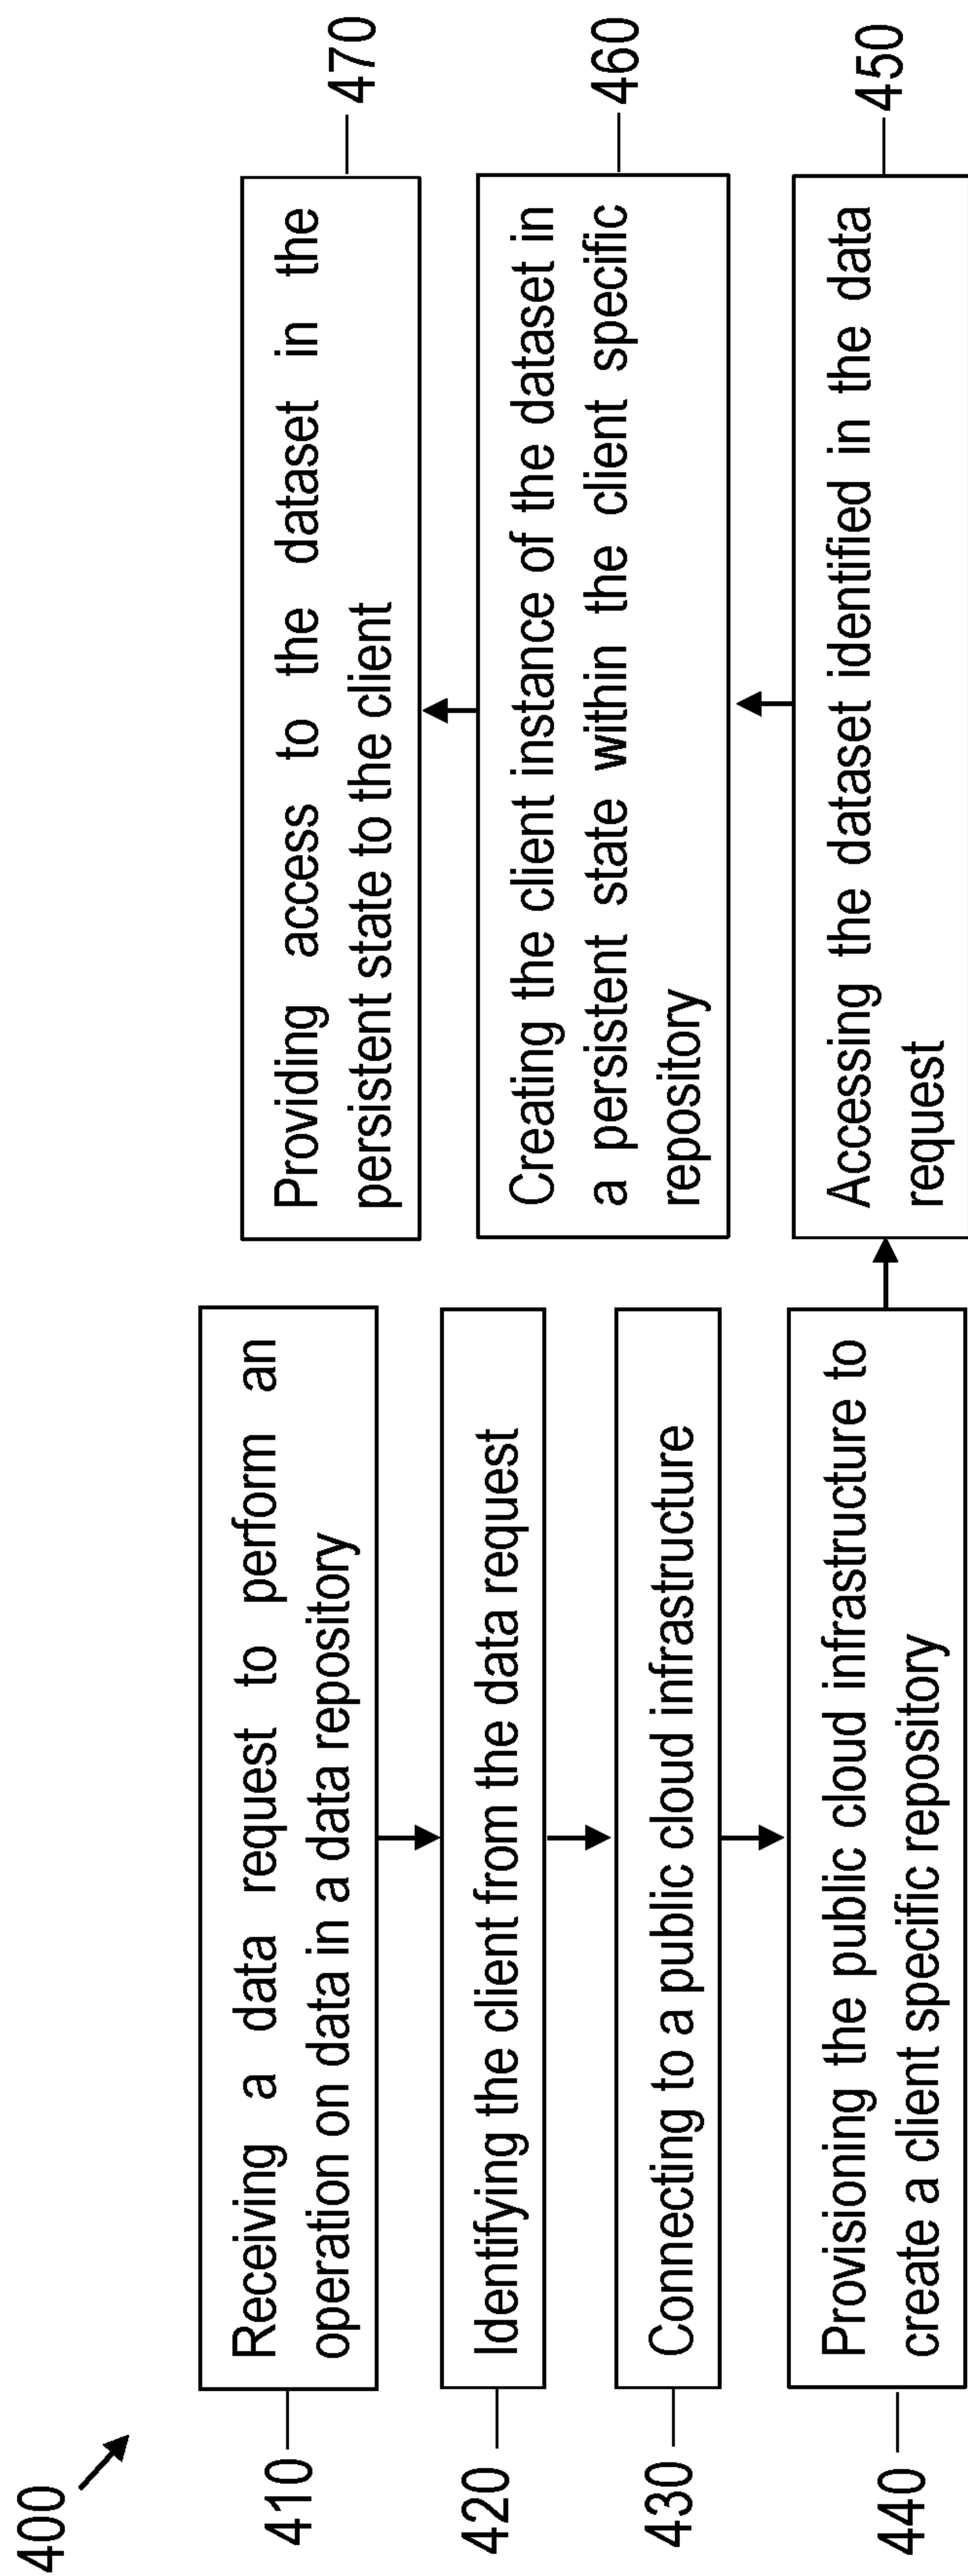 400
410
Receiving a data request to perform an
operation on data in a data repository
420
Identifying the client from the data request
430
Connecting to a public cloud infrastructure
440
Provisioning the public cloud infrastructure to
create a client specific repository
Accessing the dataset identified in the data
request
450
Creating the client instance of the dataset in
a persistent state within the client specific
repository
460
Providing access to the dataset in the
persistent state to the client
470